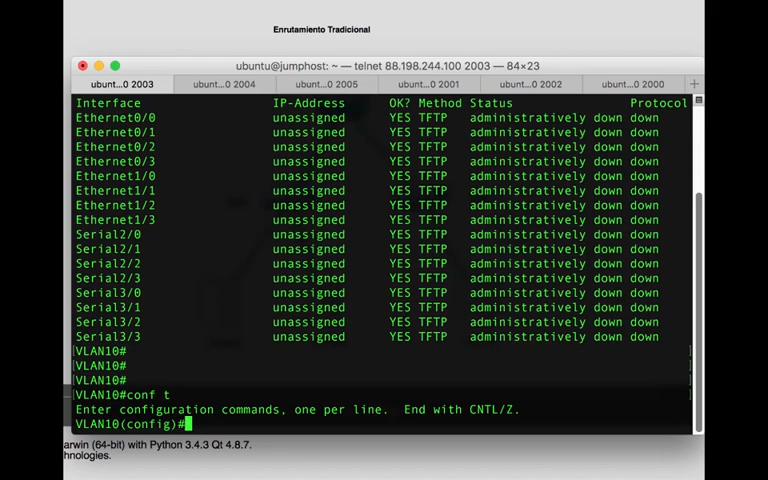 Enrutamiento Tradicional
ubuntu@jumphost: ~ — telnet 88.198.244.100 2003 — 84×23
ubunt...0 2003 ubunt...0 2004 ubunt...0 2005 ubunt...0 2001 ubunt...0 2002 ubunt...0 2000 +
Interface IP-Address OK? Method Status Protocol
Ethernet0/0 unassigned YES TFTP administratively down down
Ethernet0/1 unassigned YES TFTP administratively down down
Ethernet0/2 unassigned YES TFTP administratively down down
Ethernet0/3 unassigned YES TFTP administratively down down
Ethernet1/0 unassigned YES TFTP administratively down down
Ethernet1/1 unassigned YES TFTP administratively down down
Ethernet1/2 unassigned YES TFTP administratively down down
Ethernet1/3 unassigned YES TFTP administratively down down
Serial2/0 unassigned YES TFTP administratively down down
Serial2/1 unassigned YES TFTP administratively down down
Serial2/2 unassigned YES TFTP administratively down down
Serial2/3 unassigned YES TFTP administratively down down
Serial3/0 unassigned YES TFTP administratively down down
Serial3/1 unassigned YES TFTP administratively down down
Serial3/2 unassigned YES TFTP administratively down down
Serial3/3 unassigned YES TFTP administratively down down
[VLAN10# ]
[VLAN10# ]
[VLAN10# ]
[VLAN10#conf t ]
Enter configuration commands, one per line. End with CNTL/Z.
VLAN10(config)#
arwin (64-bit) with Python 3.4.3 Qt 4.8.7.
hnologies.